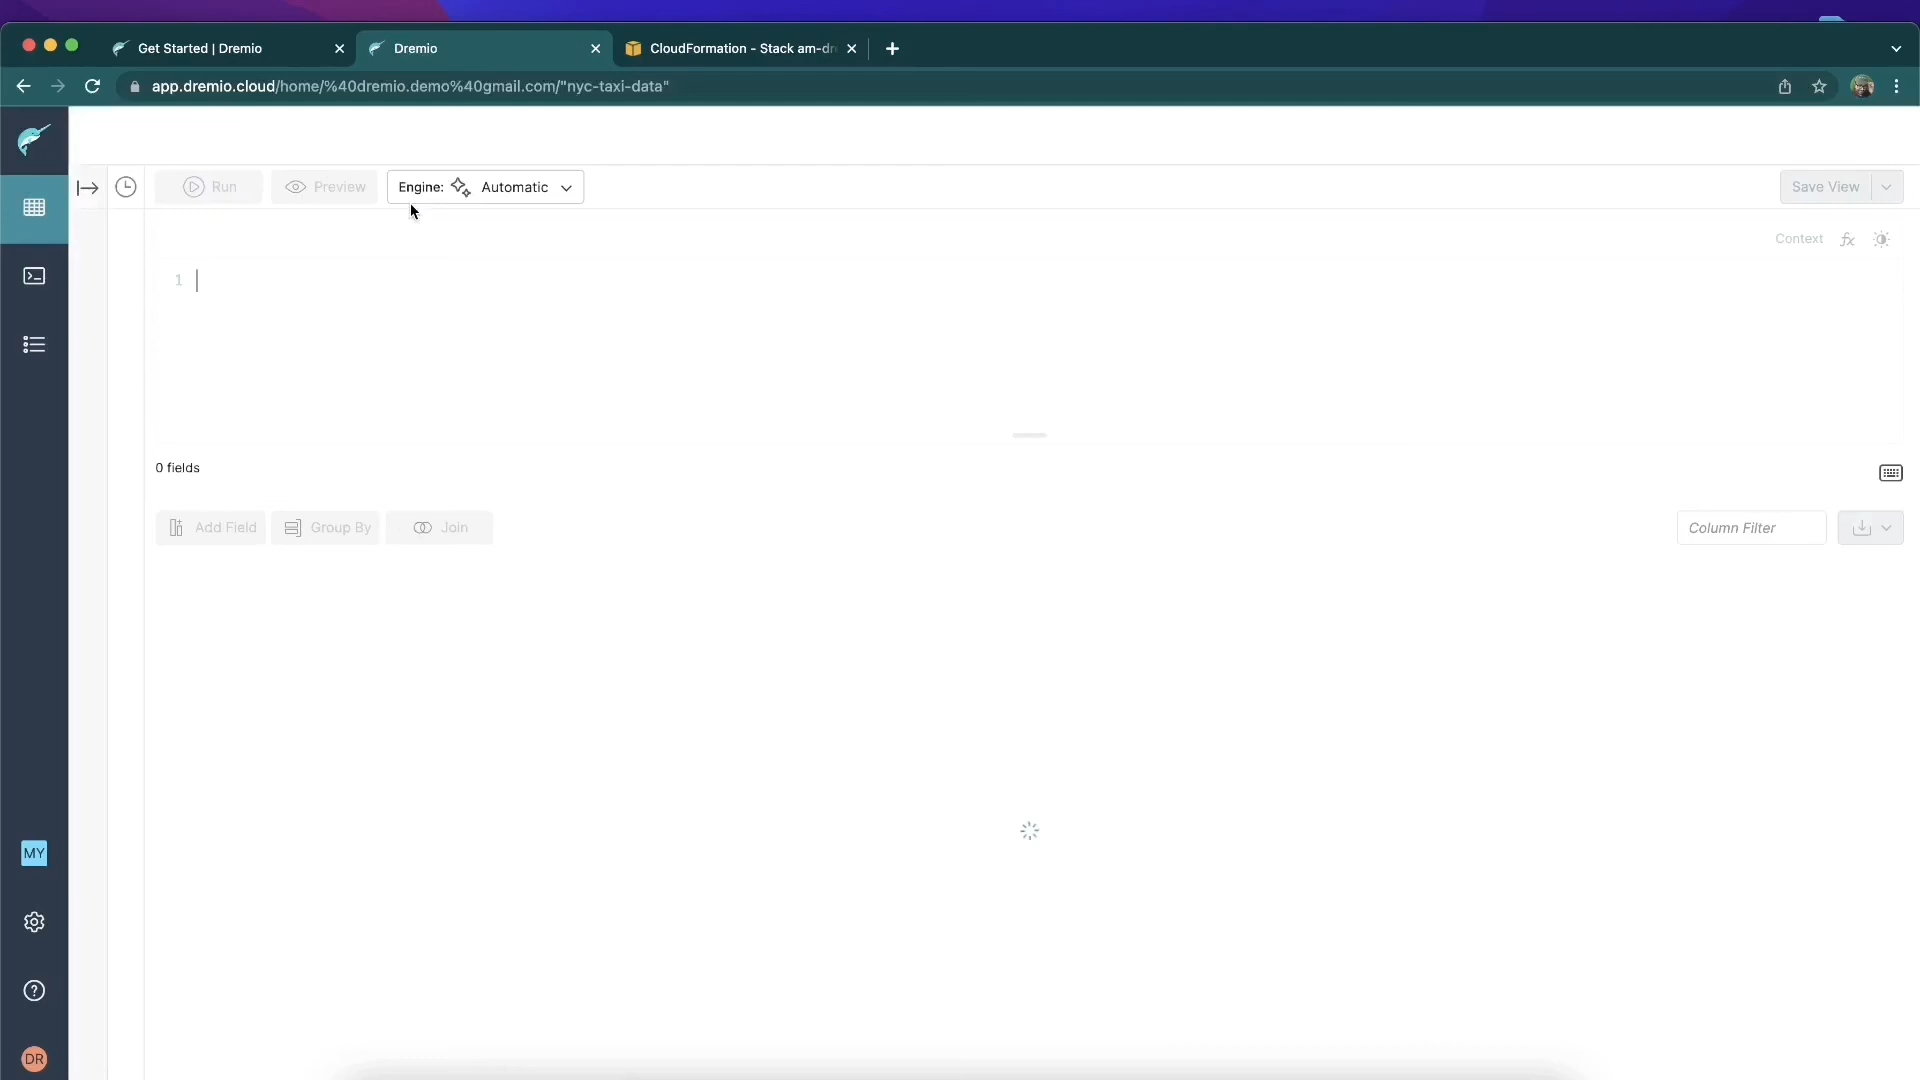 Get Started | Dremio
Dremio
CloudFormation - Stack am-dr
app.dremio.cloud/home/%40dremio.demo%40gmail.com/"nyc-taxi-data"
Run
Preview
Engine: Automatic
Save View
Context
1
0 fields
Add Field
Group By
Join
Column Filter
MY
DR